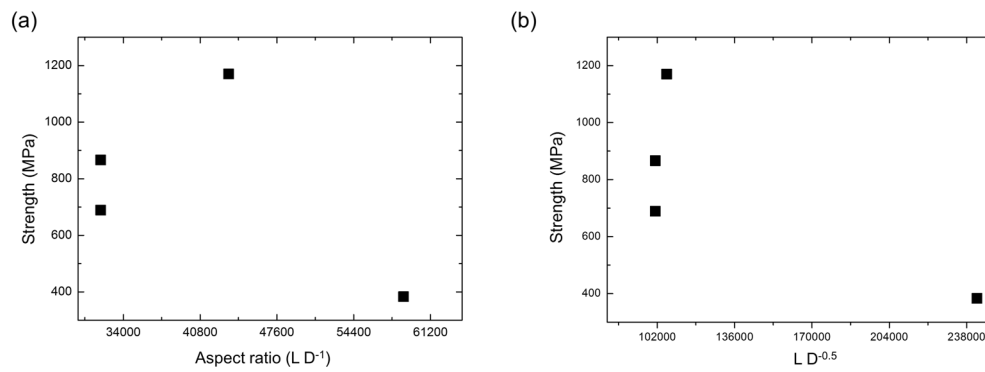 (a)
Strength (MPa)
1200
1000
800
600
400
34000 40800 47600 54400 61200
Aspect ratio (L D⁻¹)
(b)
Strength (MPa)
1200
1000
800
600
400
102000 136000 170000 204000 238000
L D⁻⁰·⁵